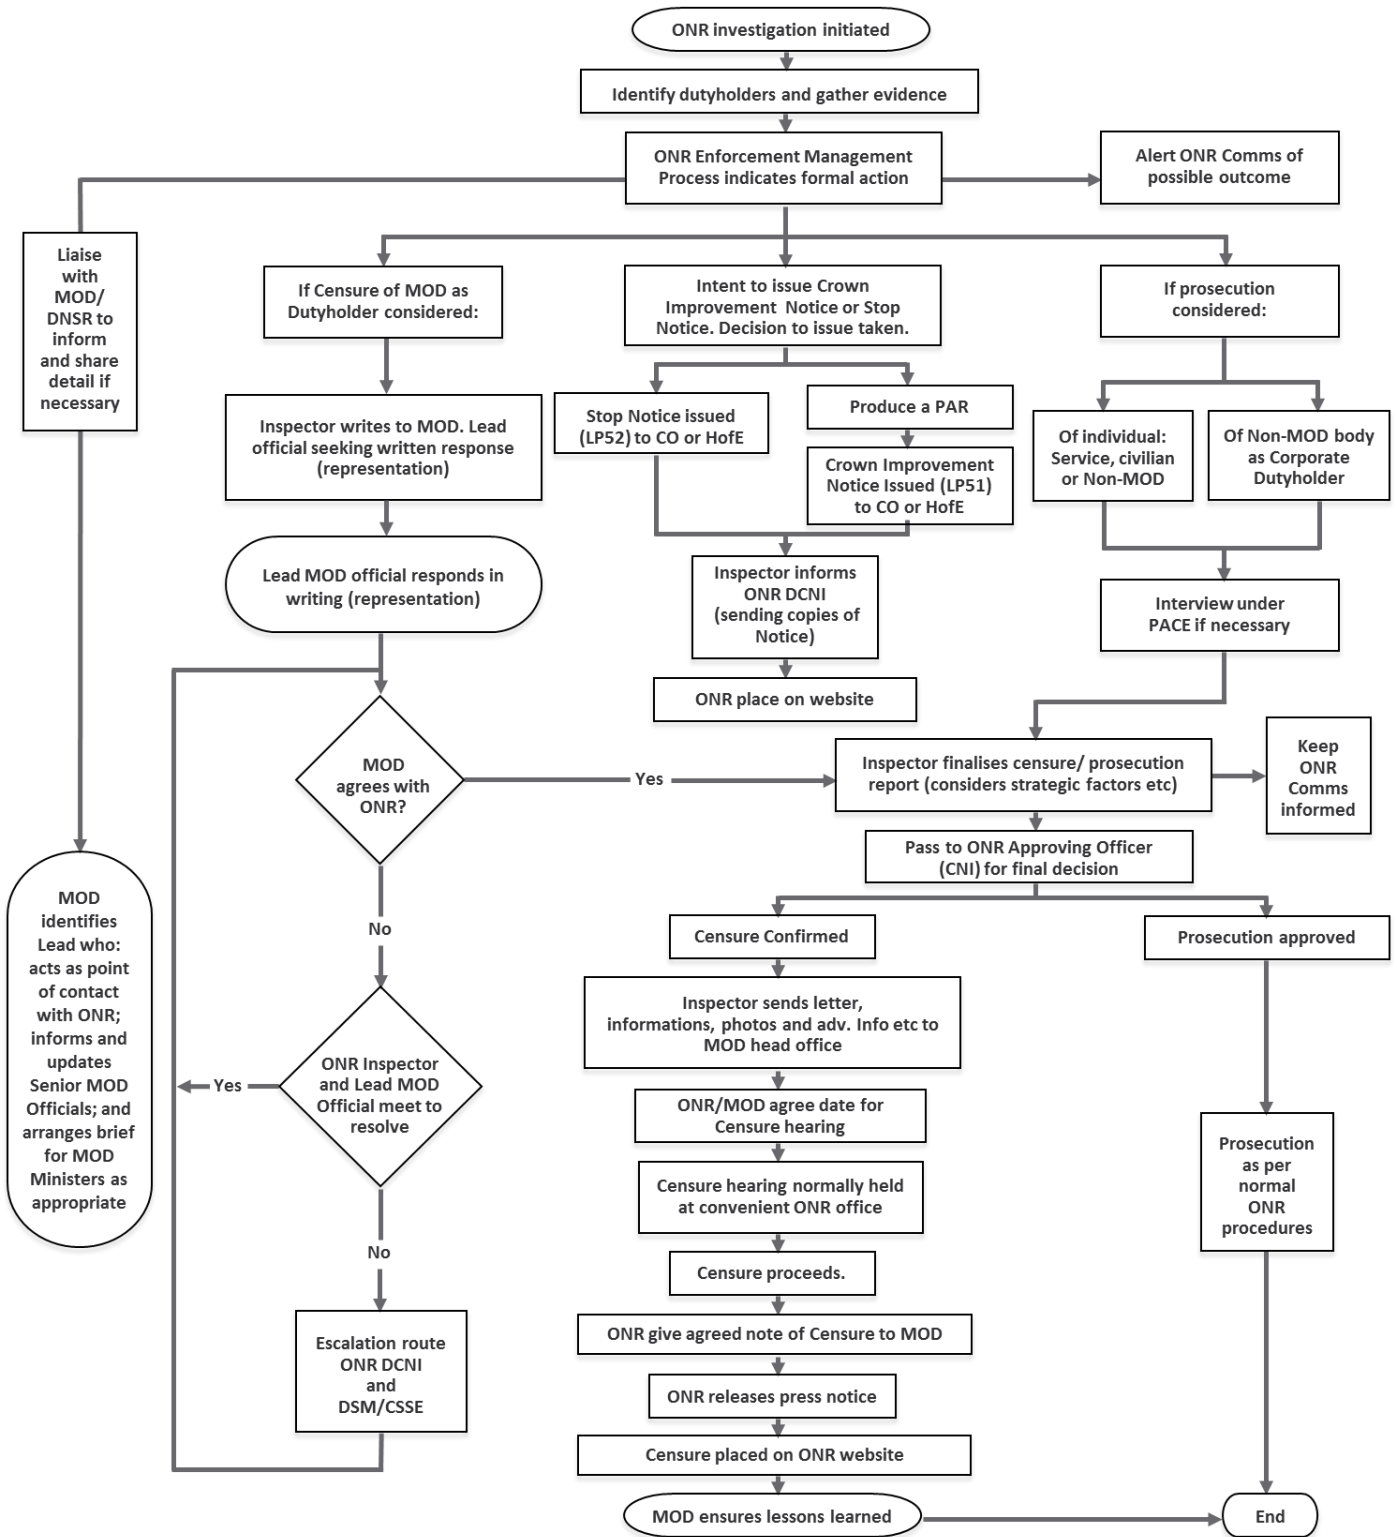 ONR investigation initiated
Identify dutyholders and gather evidence
ONR Enforcement Management
Process indicates formal action
Alert ONR Comms of
possible outcome
Liaise
with
MOD/
DNSR to
inform
and share
detail if
necessary
If Censure of MOD as
Dutyholder considered:
Intent to issue Crown
Improvement Notice or Stop
Notice. Decision to issue taken.
If prosecution
considered:
Inspector writes to MOD. Lead
official seeking written response
(representation)
Stop Notice issued
(LP52) to CO or HofE
Produce a PAR
Crown Improvement
Notice Issued (LP51)
to CO or HofE
Of individual:
Service, civilian
or Non-MOD
Of Non-MOD body
as Corporate
Dutyholder
Lead MOD official responds in
writing (representation)
Inspector informs
ONR DCNI
(sending copies of
Notice)
Interview under
PACE if necessary
ONR place on website
MOD
agrees with
ONR?
Yes
Inspector finalises censure/ prosecution
report (considers strategic factors etc)
Keep
ONR
Comms
informed
Pass to ONR Approving Officer
(CNI) for final decision
MOD
identifies
Lead who:
acts as point
of contact
with ONR;
informs and
updates
Senior MOD
Officials; and
arranges brief
for MOD
Ministers as
appropriate
No
Censure Confirmed
Prosecution approved
Inspector sends letter,
informations, photos and adv. Info etc to
MOD head office
ONR Inspector
and Lead MOD
Official meet to
resolve
Yes
ONR/MOD agree date for
Censure hearing
Prosecution
as per
normal
ONR
procedures
Censure hearing normally held
at convenient ONR office
No
Censure proceeds.
Escalation route
ONR DCNI
and
DSM/CSSE
ONR give agreed note of Censure to MOD
ONR releases press notice
Censure placed on ONR website
MOD ensures lessons learned
End